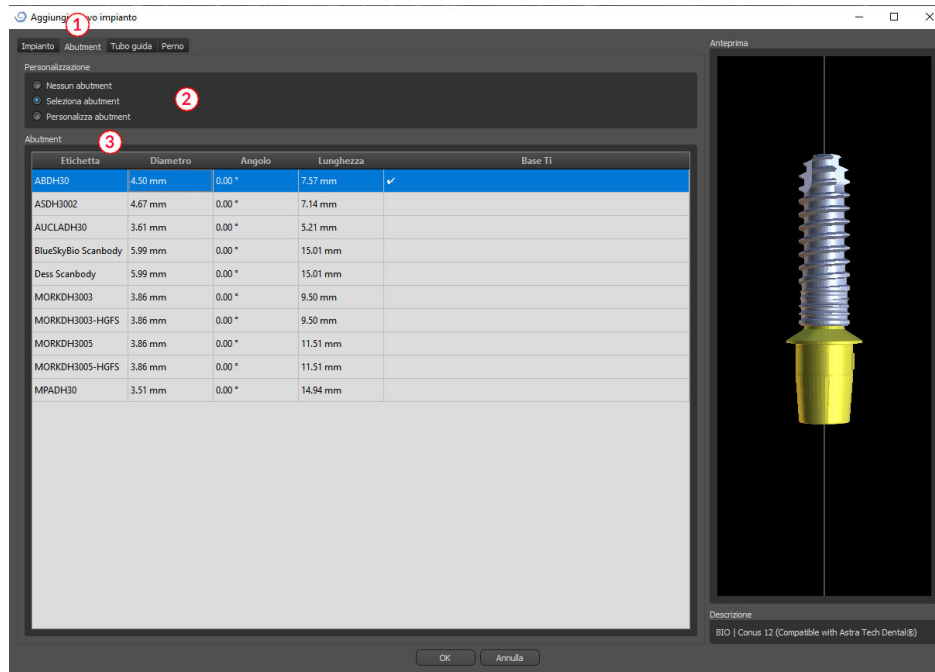 Aggiungi vo impianto
1
Impianto Abutment Tubo guida Perno
Anteprima
Personalizzazione
Nessun abutment
Seleziona abutment
2
Personalizza abutment
Abutment
3
Etichetta Diametro Angolo Lunghezza Base Ti
ABDH30 4.50 mm 0.00 ° 7.57 mm ✔
ASDH3002 4.67 mm 0.00 ° 7.14 mm
AUCLADH30 3.61 mm 0.00 ° 5.21 mm
BlueSkyBio Scanbody 5.99 mm 0.00 ° 15.01 mm
Dess Scanbody 5.99 mm 0.00 ° 15.01 mm
MORKDH3003 3.86 mm 0.00 ° 9.50 mm
MORKDH3003-HGFS 3.86 mm 0.00 ° 9.50 mm
MORKDH3005 3.86 mm 0.00 ° 11.51 mm
MORKDH3005-HGFS 3.86 mm 0.00 ° 11.51 mm
MPADH30 3.51 mm 0.00 ° 14.94 mm
Descrizione
BIO | Conus 12 (Compatible with Astra Tech Dental®)
OK Annulla